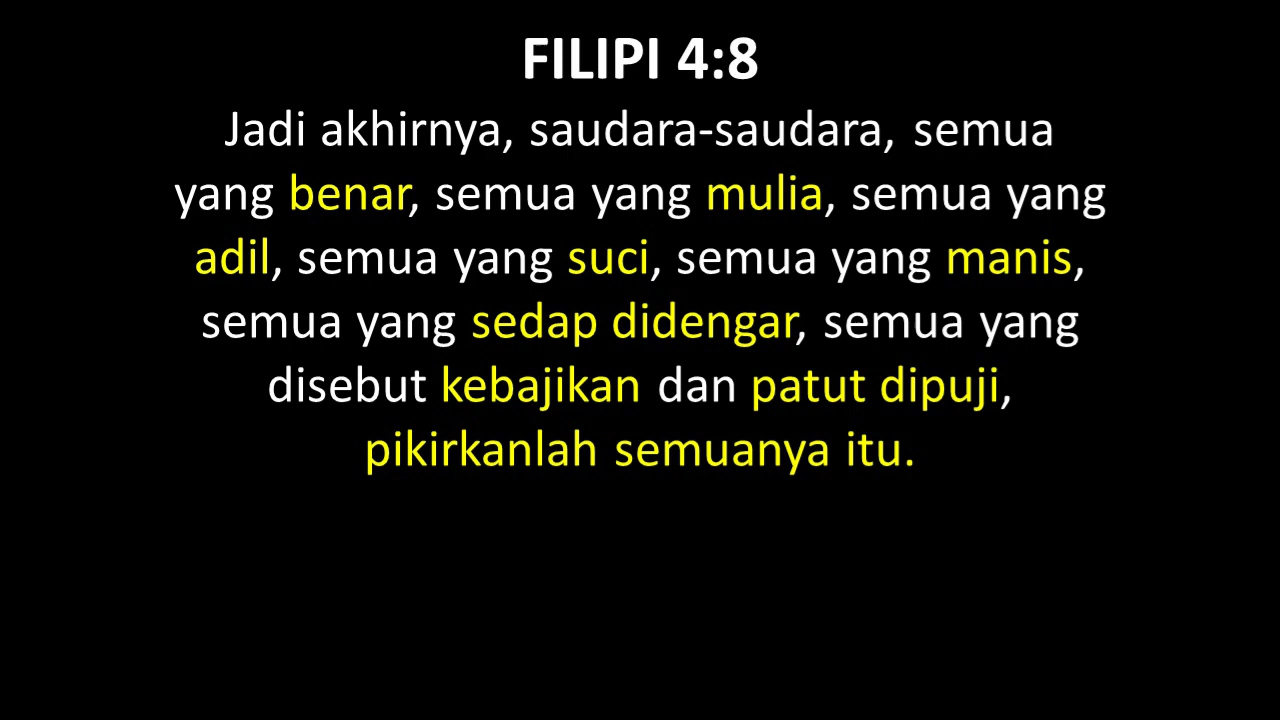 FILIPI 4:8
Jadi akhirnya, saudara-saudara, semua
yang benar, semua yang mulia, semua yang
adil, semua yang suci, semua yang manis,
semua yang sedap didengar, semua yang
disebut kebajikan dan patut dipuji,
pikirkanlah semuanya itu.